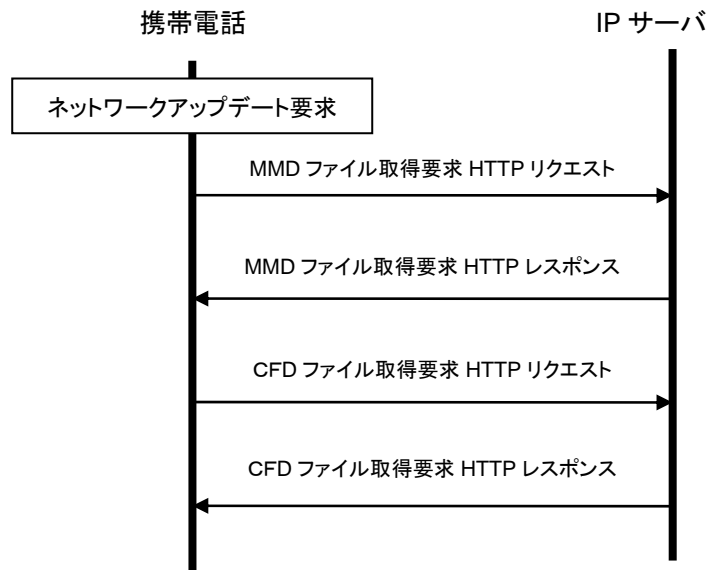 携帯電話
IP サーバ
ネットワークアップデート要求
MMD ファイル取得要求 HTTP リクエスト
MMD ファイル取得要求 HTTP レスポンス
CFD ファイル取得要求 HTTP リクエスト
CFD ファイル取得要求 HTTP レスポンス